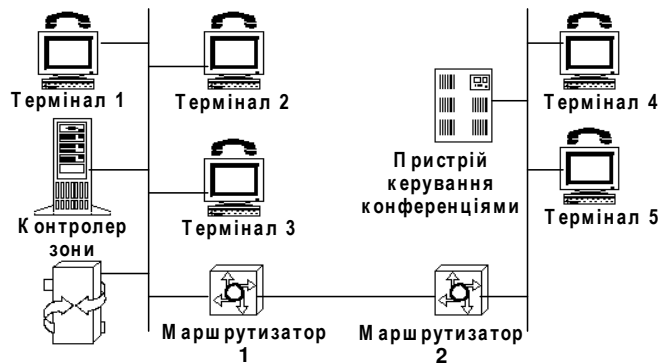 Термінал 1
Термінал 2
Термінал 4
Контролер
зони
Термінал 3
Пристрій
керування
конференціями
Термінал 5
Маршрутизатор
1
Маршрутизатор
2